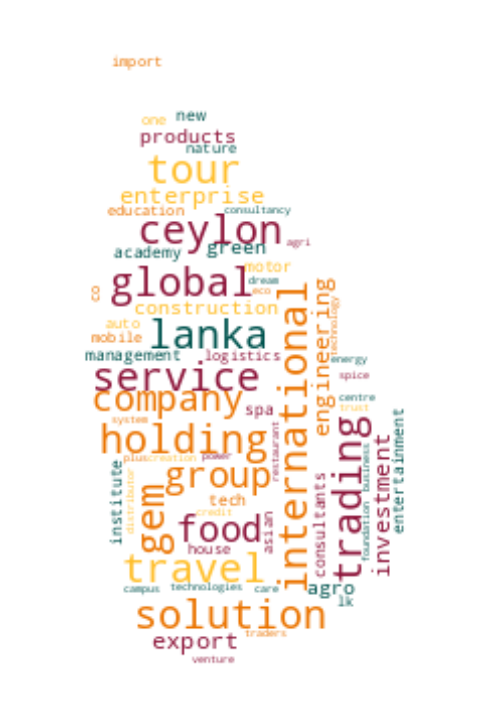 import
one new
products
nature
tour
enterprise
education consultancy
ceylon agri
academy green
motor
global dream
co eco
construction
auto lanka
mobile
management logistics
service
company spa
system
holding
plus creation power
group
gem
tech
credit
food
house
asian
restaurant
institute
distributor
travel
campus technologies care
solution
export traders
venture
international
engineering
technology
energy
spice
centre
trust
trading
investment
entertainment
business
foundation
consultants
agro
lk